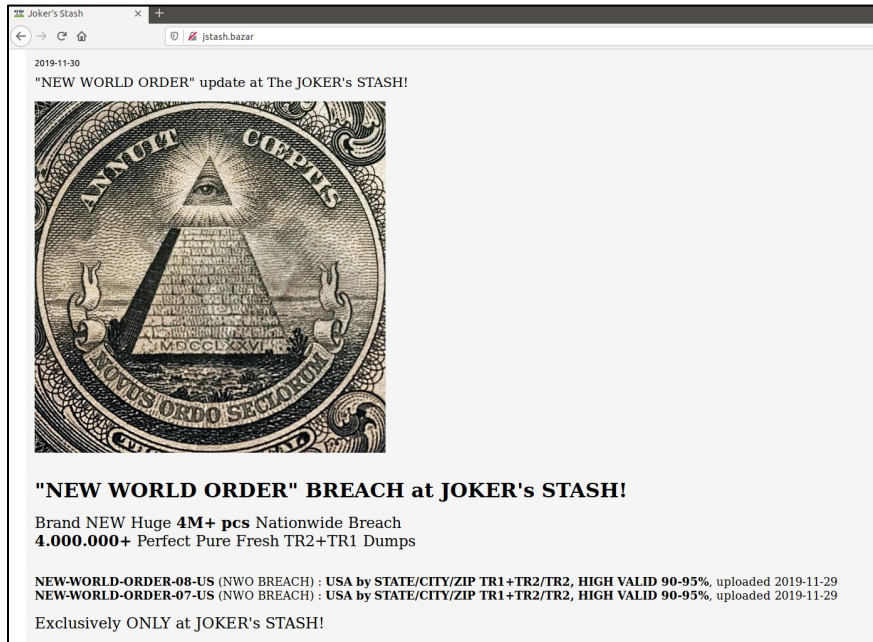 Joker's Stash
jstash.bazar
2019-11-30
"NEW WORLD ORDER" update at The JOKER's STASH!
ANNUIT CŒPTIS
MDCCLXXVI
NOVUS ORDO SECLORUM
"NEW WORLD ORDER" BREACH at JOKER's STASH!
Brand NEW Huge 4M+ pcs Nationwide Breach
4.000.000+ Perfect Pure Fresh TR2+TR1 Dumps
NEW-WORLD-ORDER-08-US (NWO BREACH) : USA by STATE/CITY/ZIP TR1+TR2/TR2, HIGH VALID 90-95%, uploaded 2019-11-29
NEW-WORLD-ORDER-07-US (NWO BREACH) : USA by STATE/CITY/ZIP TR1+TR2/TR2, HIGH VALID 90-95%, uploaded 2019-11-29
Exclusively ONLY at JOKER's STASH!